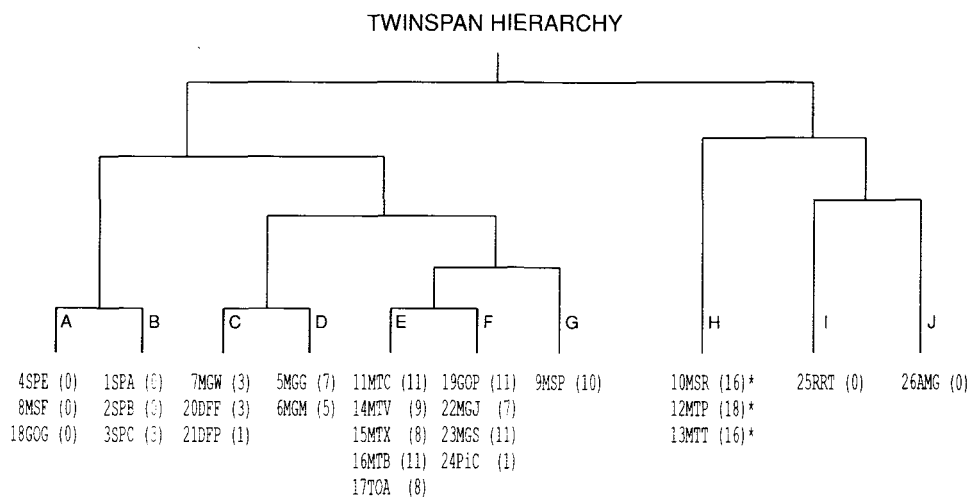 TWINSPAN HIERARCHY
A B C D E F G H I J
4SPE (0) 1SPA 7MGW (3) 5MGG (7) 11MTC (11) 19GOP (11) 9MSP (10) 10MSR (16)* 25RRT (0) 26AMG (0)
8MSF (0) 2SPB 20DFF (3) 6MGM (5) 14MTV (9) 22MGJ (7) 12MTP (18)*
18GOG (0) 3SPC 21DFP (1) 15MTX (8) 23MGS (11) 13MTT (16)*
16MTB (11) 24PiC (1)
17TOA (8)